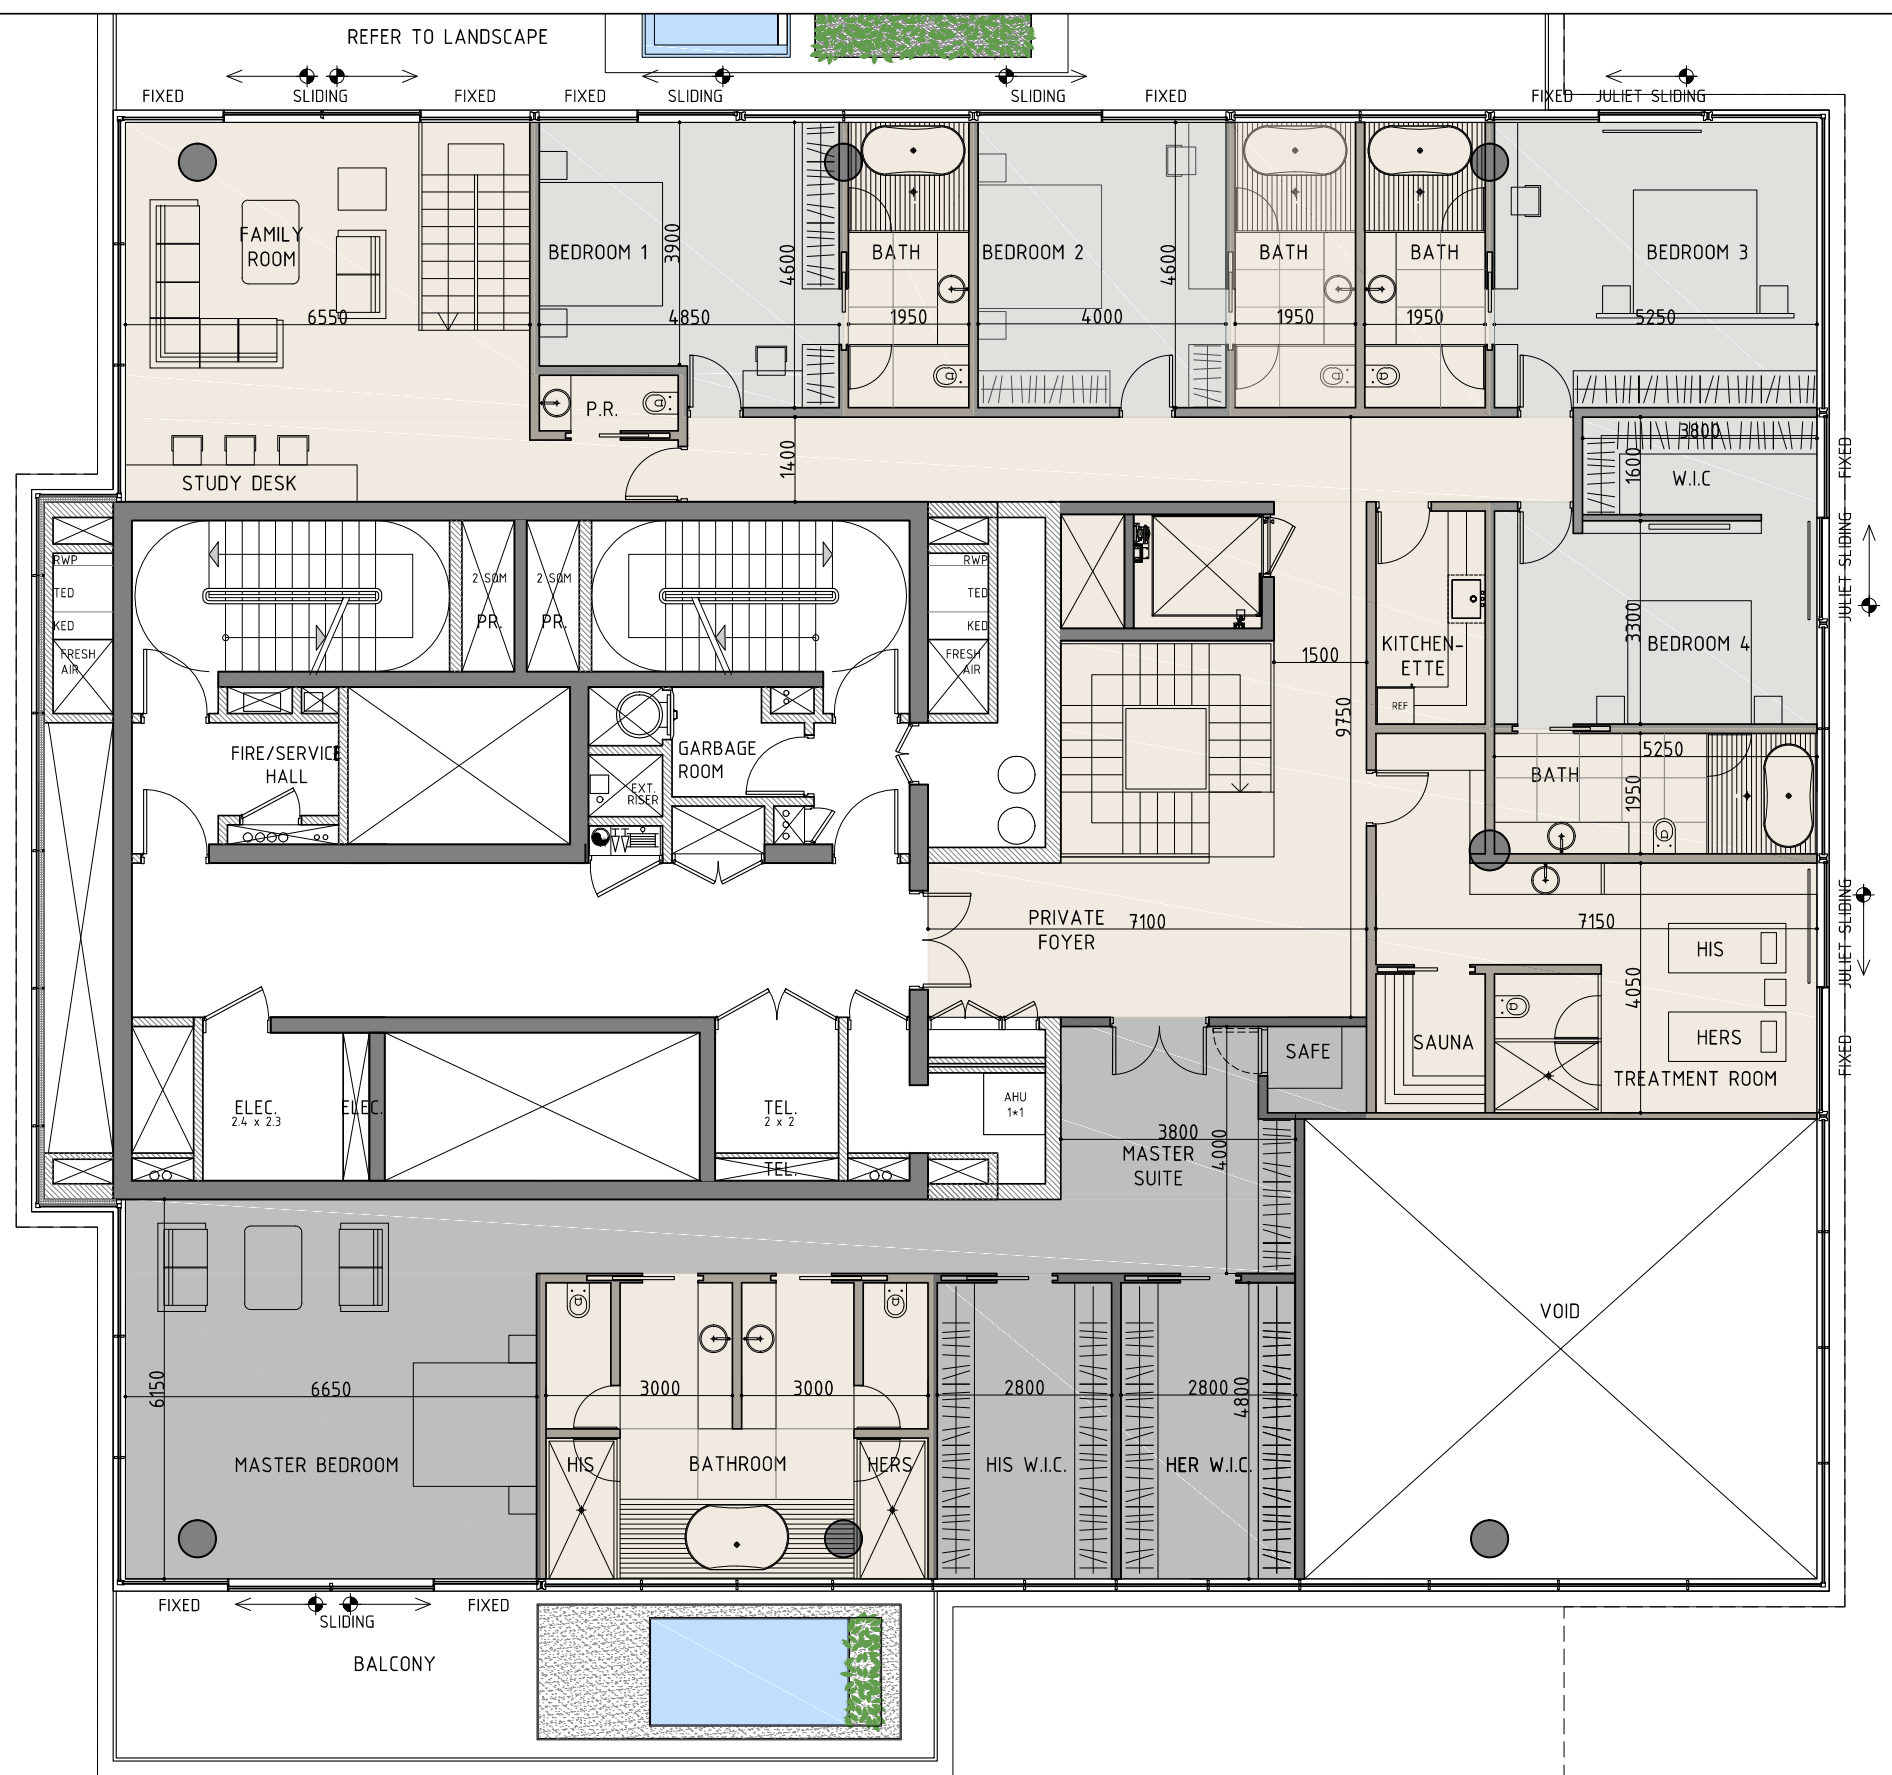 REFER TO LANDSCAPE
FIXED
SLIDING
FIXED
FIXED
SLIDING
SLIDING
FIXED
FIXED
JULIET SLIDING
FAMILY
ROOM
BEDROOM 1
3900
4600
BATH
BEDROOM 2
4600
BATH
BATH
BEDROOM 3
6550
4850
1950
4000
1950
1950
5250
P.R.
STUDY DESK
1400
3800
1600
W.I.C
FIXED
JULIET SLIDING
RWP
TED
KED
FRESH
AIR
2 SQM
PR.
2 SQM
PR.
RWP
TED
KED
FRESH
AIR
1500
KITCHEN-
ETTE
REF
3300
BEDROOM 4
9750
FIRE/SERVICE
HALL
GARBAGE
ROOM
EXT.
RISER
5250
BATH
1950
PRIVATE
FOYER
7100
7150
HIS
4050
HERS
TREATMENT ROOM
JULIET SLIDING
FIXED
SAFE
SAUNA
ELEC.
2.4 x 2.3
ELEC.
TEL.
2 x 2
TEL.
AHU
1*1
3800
4000
MASTER
SUITE
VOID
6150
6650
3000
3000
2800
2800
4800
MASTER BEDROOM
HIS
BATHROOM
HERS
HIS W.I.C.
HER W.I.C.
FIXED
SLIDING
FIXED
BALCONY